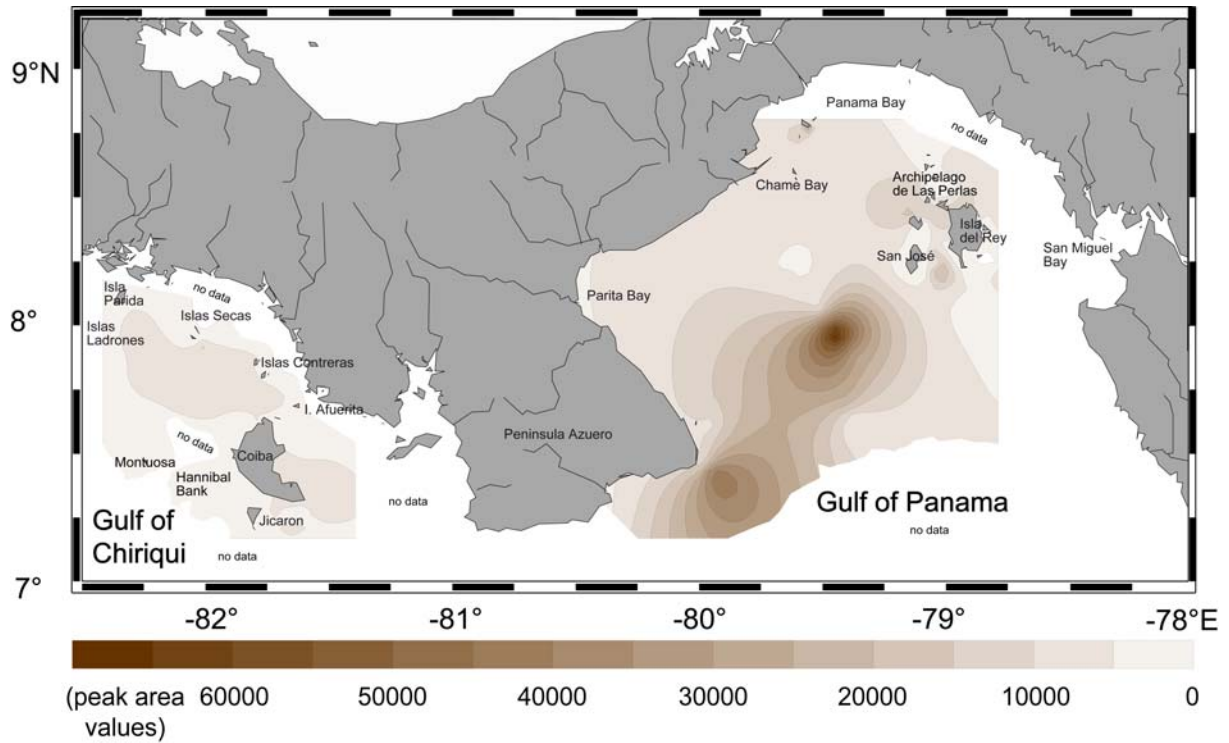 9°N
8°
7°
Panama Bay
no data
Chame Bay
Archipelago
de Las Perlas
Isla
del Rey
San José
San Miguel
Bay
Parita Bay
Isla
Parida
no data
Islas Secas
Islas
Ladrones
Islas Contreras
I. Afuerita
no data
Montuosa
Coiba
Hannibal
Bank
Jicaron
Peninsula Azuero
no data
Gulf of
Chiriqui
no data
Gulf of Panama
no data
-82°
-81°
-80°
-79°
-78°E
(peak area
values)
60000
50000
40000
30000
20000
10000
0